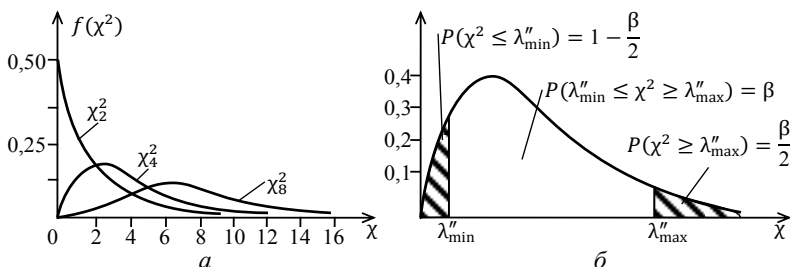 f(χ²)
0,50
0,25
0
2
4
6
8
10
12
14
16
χ
χ₂²
χ₄²
χ₈²
а
0,4
0,3
0,2
0,1
P(χ² ≤ λ″min) = 1 − β/2
P(λ″min ≤ χ² ≥ λ″max) = β
P(χ² ≥ λ″max) = β/2
λ″min
λ″max
χ
б